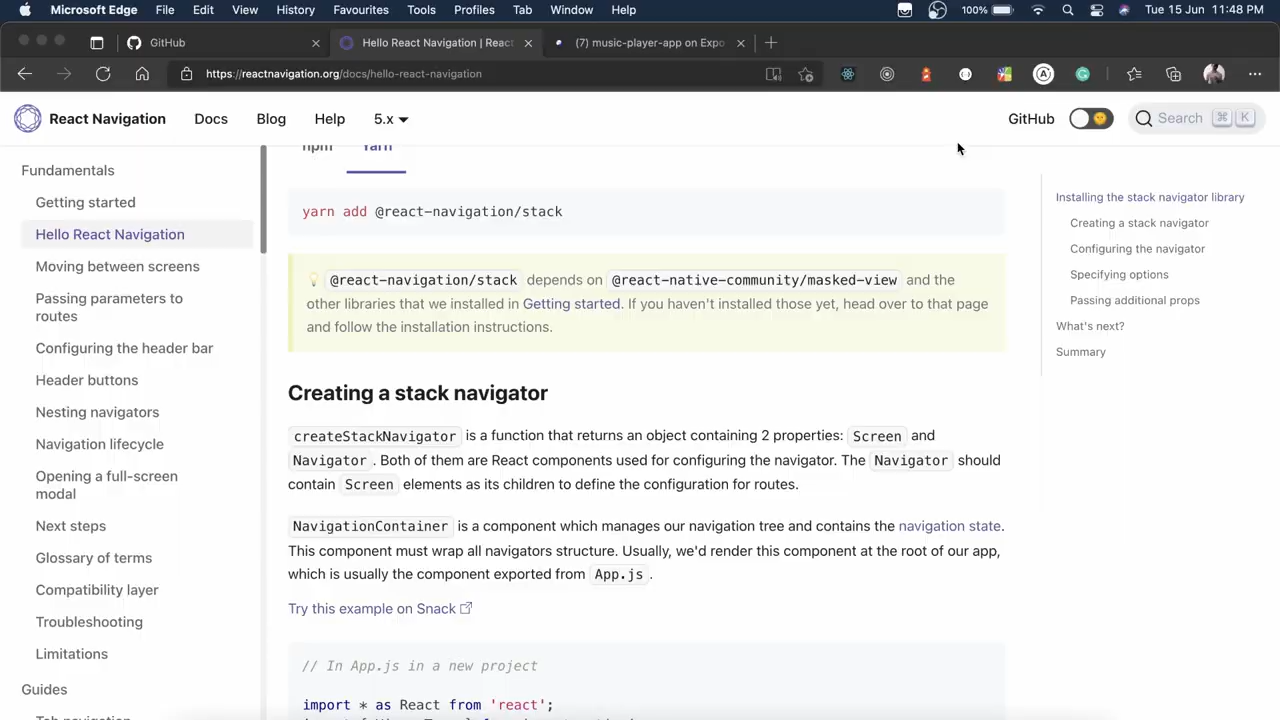 Microsoft Edge File Edit View History Favourites Tools Profiles Tab Window Help 100% Tue 15 Jun 11:48 PM
GitHub Hello React Navigation | React (7) music-player-app on Expo
https://reactnavigation.org/docs/hello-react-navigation
React Navigation Docs Blog Help 5.x GitHub Search ⌘ K
Fundamentals
Getting started
Hello React Navigation
Moving between screens
Passing parameters to
routes
Configuring the header bar
Header buttons
Nesting navigators
Navigation lifecycle
Opening a full-screen
modal
Next steps
Glossary of terms
Compatibility layer
Troubleshooting
Limitations
Guides
Tab navigation
npm Yarn
yarn add @react-navigation/stack
💡 @react-navigation/stack depends on @react-native-community/masked-view and the
other libraries that we installed in Getting started. If you haven't installed those yet, head over to that page
and follow the installation instructions.
Creating a stack navigator
createStackNavigator is a function that returns an object containing 2 properties: Screen and
Navigator. Both of them are React components used for configuring the navigator. The Navigator should
contain Screen elements as its children to define the configuration for routes.
NavigationContainer is a component which manages our navigation tree and contains the navigation state.
This component must wrap all navigators structure. Usually, we'd render this component at the root of our app,
which is usually the component exported from App.js.
Try this example on Snack
// In App.js in a new project
import * as React from 'react';
Installing the stack navigator library
Creating a stack navigator
Configuring the navigator
Specifying options
Passing additional props
What's next?
Summary